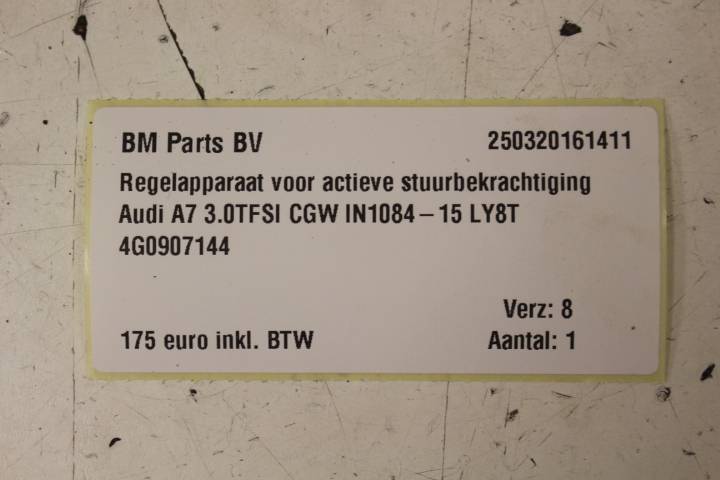 BM Parts BV 250320161411
Regelapparaat voor actieve stuurbekrachtiging
Audi A7 3.0TFSI CGW IN1084-15 LY8T
4G0907144
Verz: 8
175 euro inkl. BTW Aantal: 1